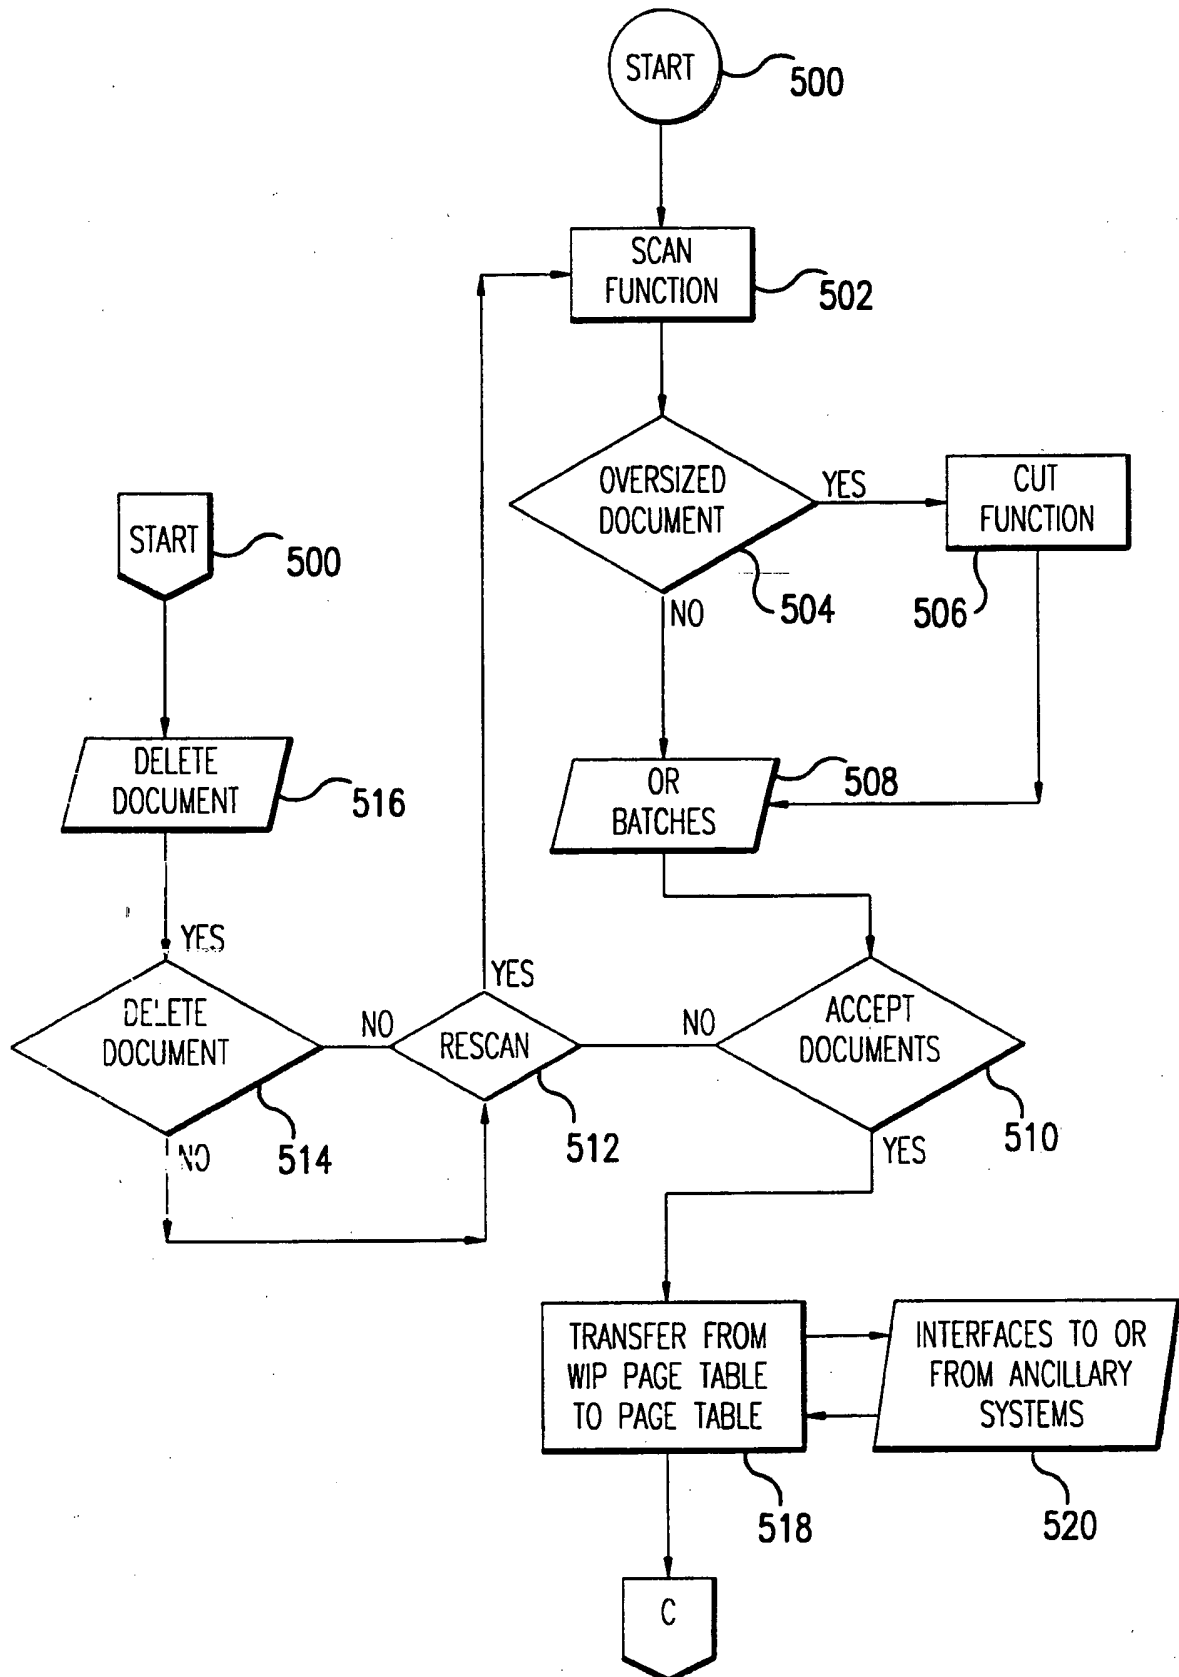 START
500
SCAN
FUNCTION
502
OVERSIZED
DOCUMENT
YES
504
NO
CUT
FUNCTION
506
START
500
DELETE
DOCUMENT
516
OR
BATCHES
508
YES
DELETE
DOCUMENT
NO
514
NO
YES
RESCAN
512
NO
ACCEPT
DOCUMENTS
510
YES
TRANSFER FROM
WIP PAGE TABLE
TO PAGE TABLE
518
INTERFACES TO OR
FROM ANCILLARY
SYSTEMS
520
C